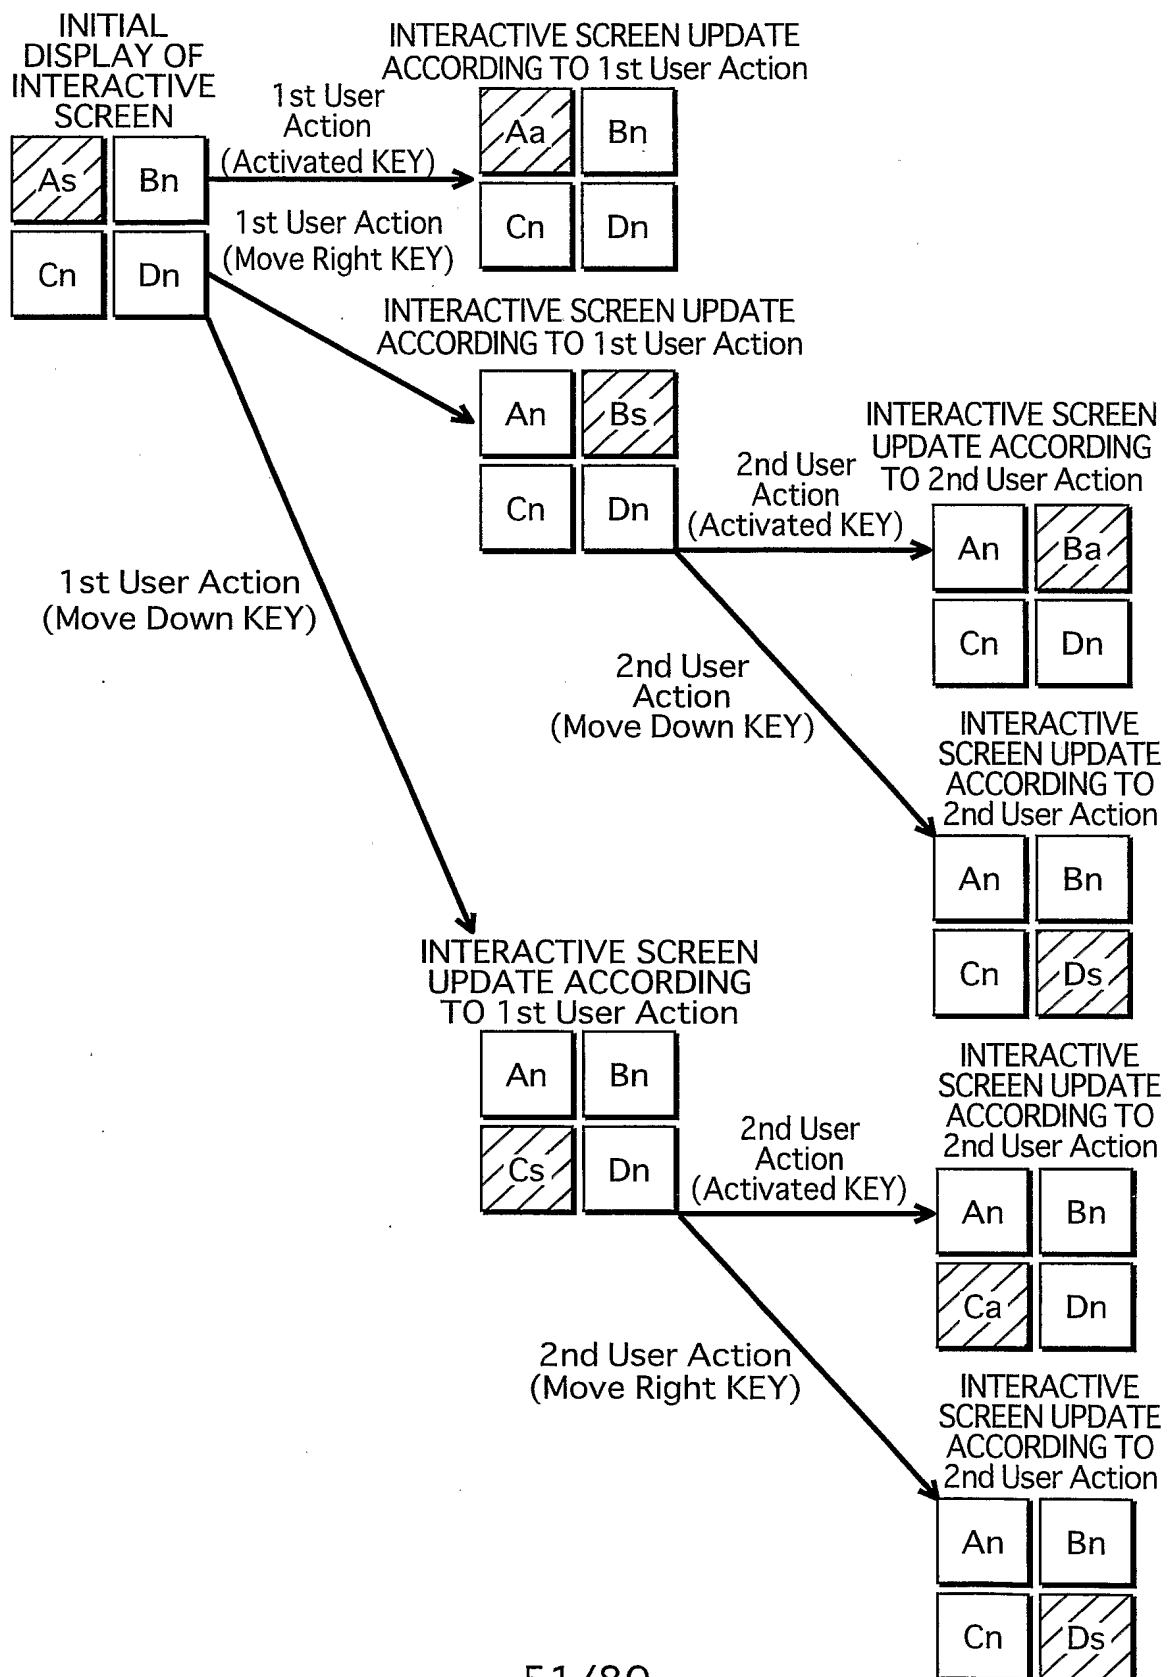 INITIAL
DISPLAY OF
INTERACTIVE
SCREEN
As Bn
Cn Dn
1st User
Action
(Activated KEY)
INTERACTIVE SCREEN UPDATE
ACCORDING TO 1st User Action
Aa Bn
Cn Dn
1st User Action
(Move Right KEY)
INTERACTIVE SCREEN UPDATE
ACCORDING TO 1st User Action
An Bs
Cn Dn
2nd User
Action
(Activated KEY)
INTERACTIVE SCREEN
UPDATE ACCORDING
TO 2nd User Action
An Ba
Cn Dn
1st User Action
(Move Down KEY)
2nd User
Action
(Move Down KEY)
INTERACTIVE
SCREEN UPDATE
ACCORDING TO
2nd User Action
An Bn
Cn Ds
INTERACTIVE SCREEN
UPDATE ACCORDING
TO 1st User Action
An Bn
Cs Dn
2nd User
Action
(Activated KEY)
INTERACTIVE
SCREEN UPDATE
ACCORDING TO
2nd User Action
An Bn
Ca Dn
2nd User Action
(Move Right KEY)
INTERACTIVE
SCREEN UPDATE
ACCORDING TO
2nd User Action
An Bn
Cn Ds